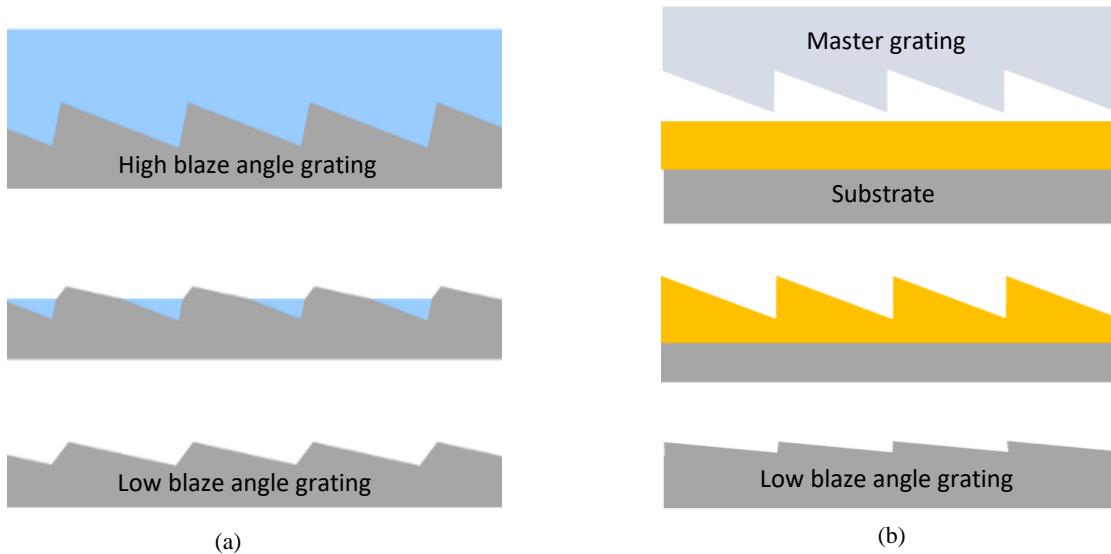 High blaze angle grating
Low blaze angle grating
(a)
Master grating
Substrate
Low blaze angle grating
(b)